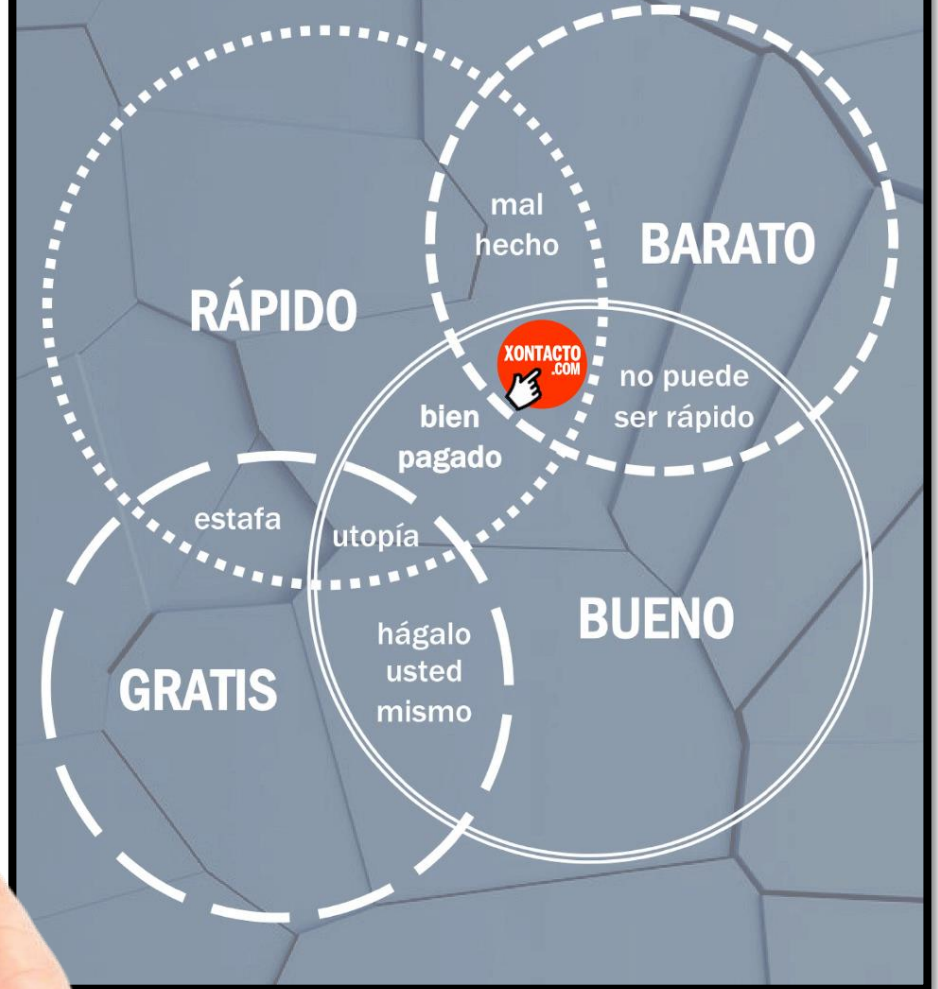 mal
hecho
BARATO
RÁPIDO
XONTACTO
.COM
no puede
ser rápido
bien
pagado
estafa
utopía
BUENO
hágalo
usted
mismo
GRATIS